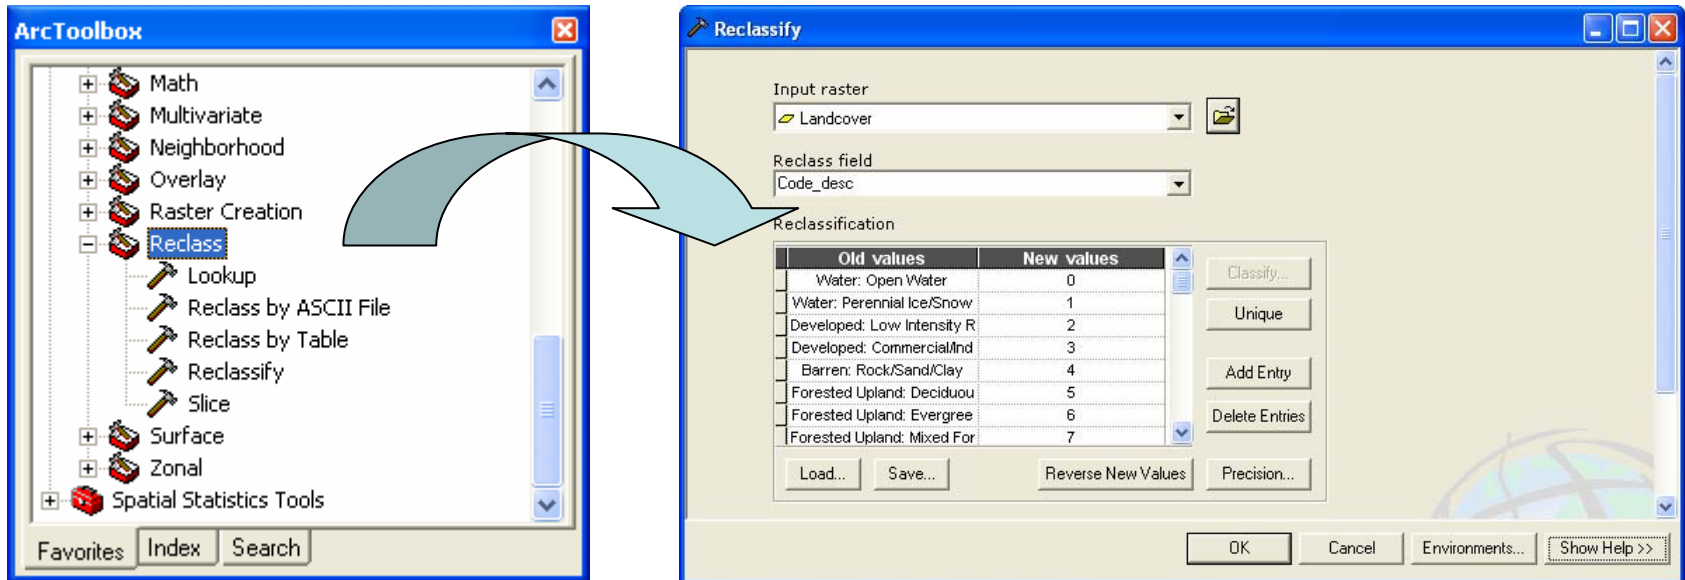 ArcToolbox
Math
Multivariate
Neighborhood
Overlay
Raster Creation
Reclass
Lookup
Reclass by ASCII File
Reclass by Table
Reclassify
Slice
Surface
Zonal
Spatial Statistics Tools
Favorites Index Search
Reclassify
Input raster
Landcover
Reclass field
Code_desc
Reclassification
Old values New values
Water: Open Water 0
Water: Perennial Ice/Snow 1
Developed: Low Intensity R 2
Developed: Commercial/Ind 3
Barren: Rock/Sand/Clay 4
Forested Upland: Deciduou 5
Forested Upland: Evergree 6
Forested Upland: Mixed For 7
Classify...
Unique
Add Entry
Delete Entries
Load... Save... Reverse New Values Precision...
OK Cancel Environments... Show Help >>